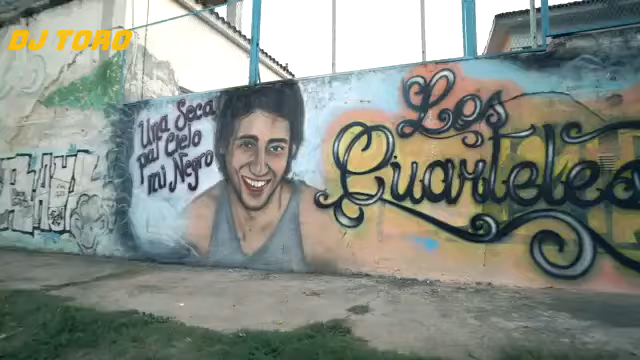 DJ TORO
Una Seca
pal Cielo
mi Negro
Los
Cuarteles